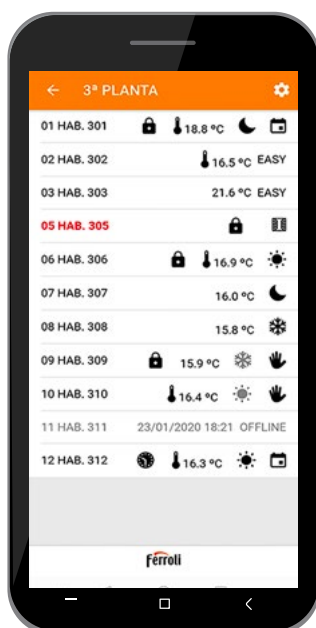 3ª PLANTA
01 HAB. 301 18.8 ºC
02 HAB. 302 16.5 ºC EASY
03 HAB. 303 21.6 ºC EASY
05 HAB. 305
06 HAB. 306 16.9 ºC
07 HAB. 307 16.0 ºC
08 HAB. 308 15.8 ºC
09 HAB. 309 15.9 ºC
10 HAB. 310 16.4 ºC
11 HAB. 311 23/01/2020 18:21 OFFLINE
12 HAB. 312 16.3 ºC
Ferroli